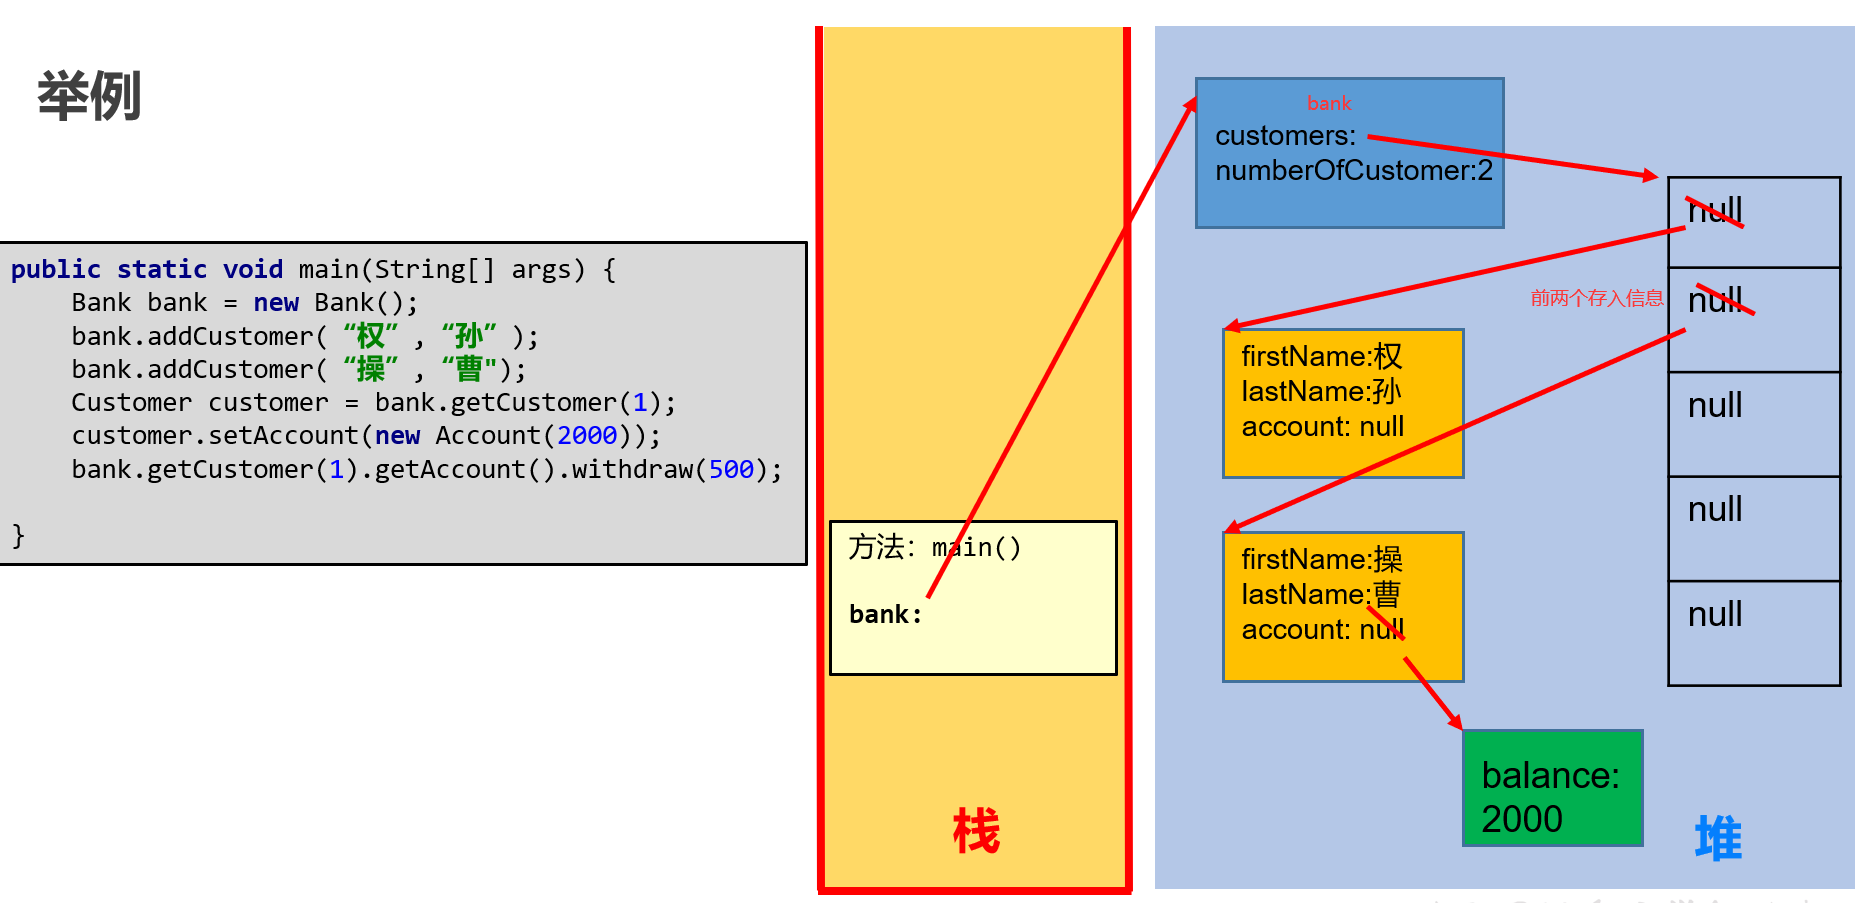 举例
public static void main(String[] args) {
Bank bank = new Bank();
bank.addCustomer( “权” , “孙” );
bank.addCustomer( “操” , “曹");
Customer customer = bank.getCustomer(1);
customer.setAccount(new Account(2000));
bank.getCustomer(1).getAccount().withdraw(500);
}
方法：main()
bank:
栈
bank
customers:
numberOfCustomer:2
null
前两个存入信息
null
null
null
null
firstName:权
lastName:孙
account: null
firstName:操
lastName:曹
account: null
balance:
2000
堆